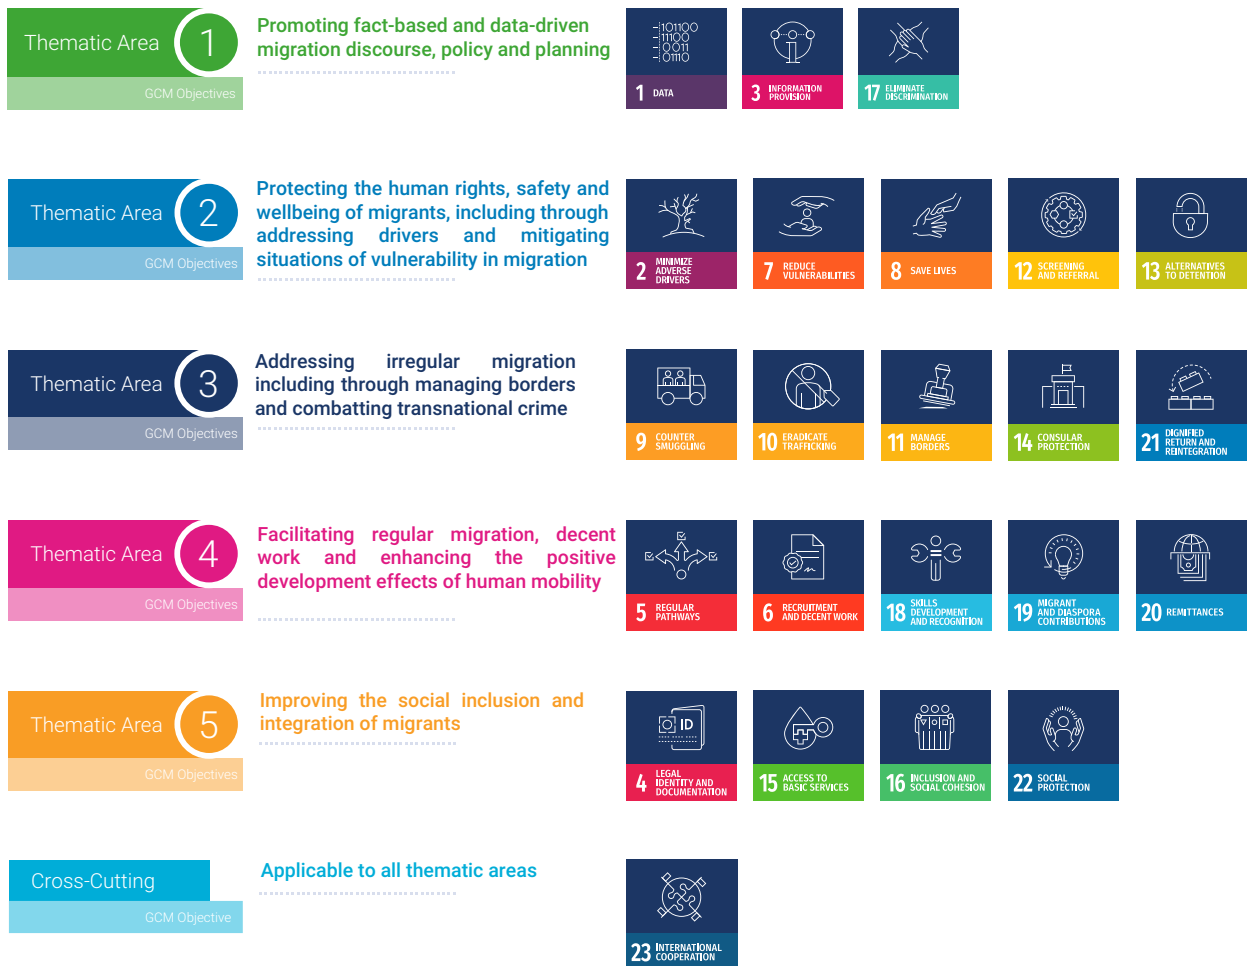 Thematic Area 1
GCM Objectives
Promoting fact-based and data-driven
migration discourse, policy and planning
101100
11100
0011
01110
1 DATA
3 INFORMATION
PROVISION
17 ELIMINATE
DISCRIMINATION
Thematic Area 2
GCM Objectives
Protecting the human rights, safety and
wellbeing of migrants, including through
addressing drivers and mitigating
situations of vulnerability in migration
2 MINIMIZE
ADVERSE
DRIVERS
7 REDUCE
VULNERABILITIES
8 SAVE LIVES
12 SCREENING
AND REFERRAL
13 ALTERNATIVES
TO DETENTION
Thematic Area 3
GCM Objectives
Addressing irregular migration
including through managing borders
and combatting transnational crime
9 COUNTER
SMUGGLING
10 ERADICATE
TRAFFICKING
11 MANAGE
BORDERS
14 CONSULAR
PROTECTION
21 DIGNIFIED
RETURN AND
REINTEGRATION
Thematic Area 4
GCM Objectives
Facilitating regular migration, decent
work and enhancing the positive
development effects of human mobility
5 REGULAR
PATHWAYS
6 RECRUITMENT
AND DECENT WORK
18 SKILLS
DEVELOPMENT
AND RECOGNITION
19 MIGRANT
AND DIASPORA
CONTRIBUTIONS
20 REMITTANCES
Thematic Area 5
GCM Objectives
Improving the social inclusion and
integration of migrants
ID
4 LEGAL
IDENTITY AND
DOCUMENTATION
15 ACCESS TO
BASIC SERVICES
16 INCLUSION AND
SOCIAL COHESION
22 SOCIAL
PROTECTION
Cross-Cutting
GCM Objective
Applicable to all thematic areas
23 INTERNATIONAL
COOPERATION